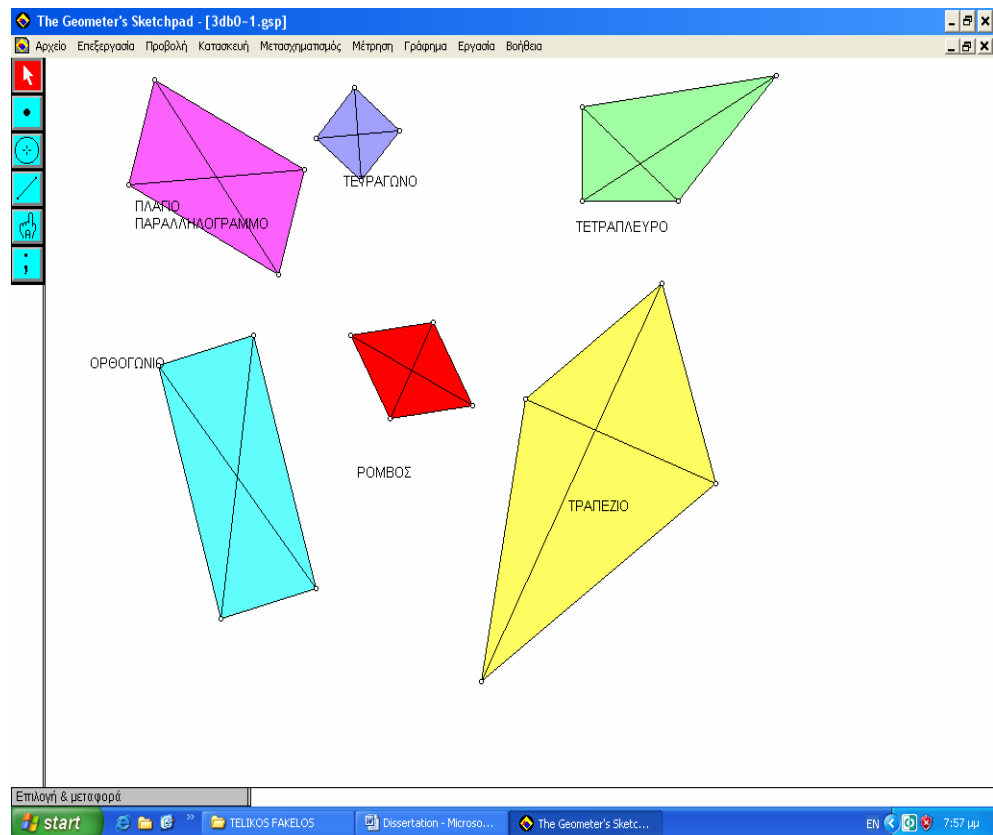 The Geometer's Sketchpad - [3db0~1.gsp]
Αρχείο Επεξεργασία Προβολή Κατασκευή Μετασχηματισμός Μέτρηση Γράφημα Εργασία Βοήθεια
ΠΛΑΓΙΟ
ΠΑΡΑΛΛΗΛΟΓΡΑΜΜΟ
ΤΕΤΡΑΓΩΝΟ
ΤΕΤΡΑΠΛΕΥΡΟ
ΟΡΘΟΓΩΝΙΟ
ΡΟΜΒΟΣ
ΤΡΑΠΕΖΙΟ
Επιλογή & μεταφορά
start
TELIKOS FAKELOS
Dissertation - Microso...
The Geometer's Sketc...
EN
7:57 μμ